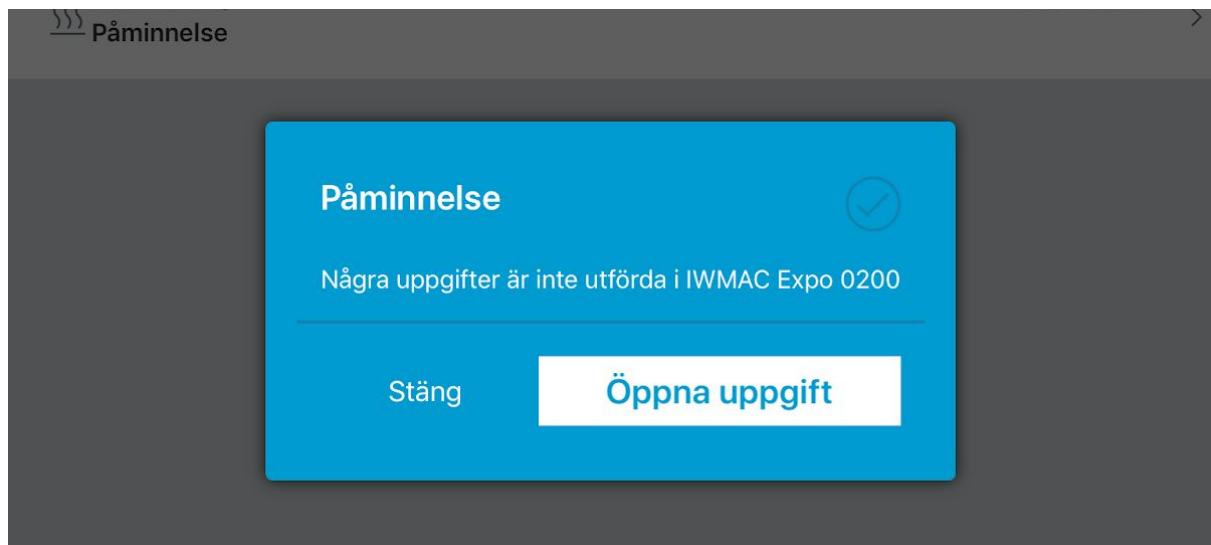 Påminnelse
Påminnelse
Några uppgifter är inte utförda i IWMAC Expo 0200
Stäng
Öppna uppgift